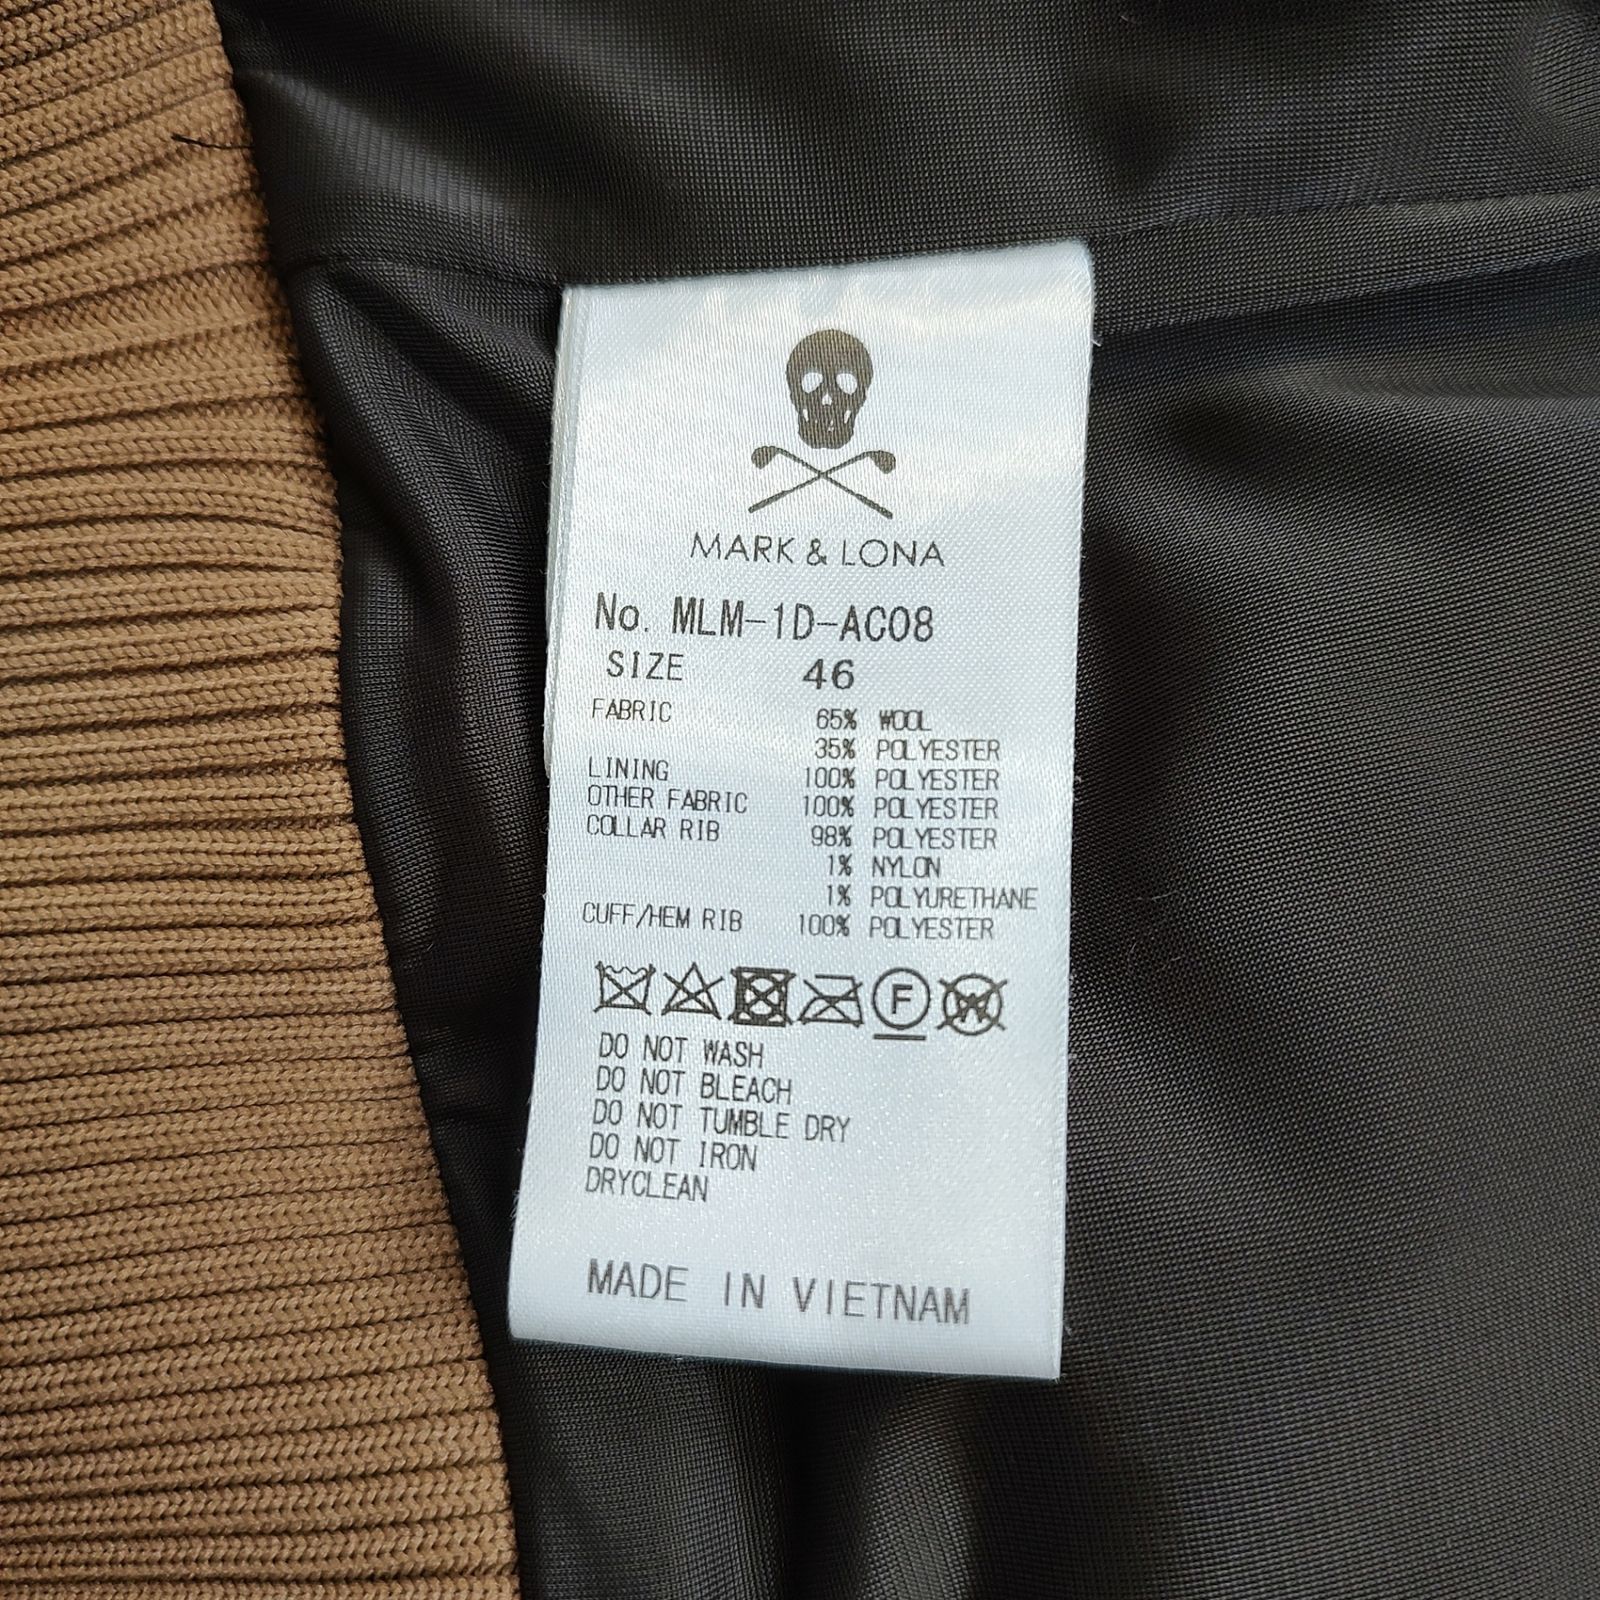 MARK & LONA
No. MLM-1D-AC08
SIZE 46
FABRIC 65% WOOL
35% POLYESTER
LINING 100% POLYESTER
OTHER FABRIC 100% POLYESTER
COLLAR RIB 98% POLYESTER
1% NYLON
1% POLYURETHANE
CUFF/HEM RIB 100% POLYESTER
F W
DO NOT WASH
DO NOT BLEACH
DO NOT TUMBLE DRY
DO NOT IRON
DRYCLEAN
MADE IN VIETNAM